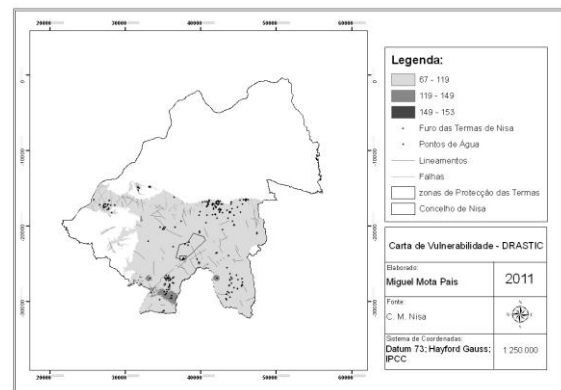 20000 30000 40000 50000 60000
0
-10000
-20000
-30000
20000 30000 40000 50000 60000
0
-10000
-20000
-30000
Legenda:
67 - 119
119 - 149
149 - 153
Furo das Termas de Nisa
Pontos de Água
Lineamentos
Falhas
zonas de Protecção das Termas
Concelho de Nisa
Carta de Vulnerabilidade - DRASTIC
Elaborado:
Miguel Mota Pais
2011
Fonte:
C. M. Nisa
Sistema de Coordenadas:
Datum 73; Hayford Gauss;
IPCC
1:250.000